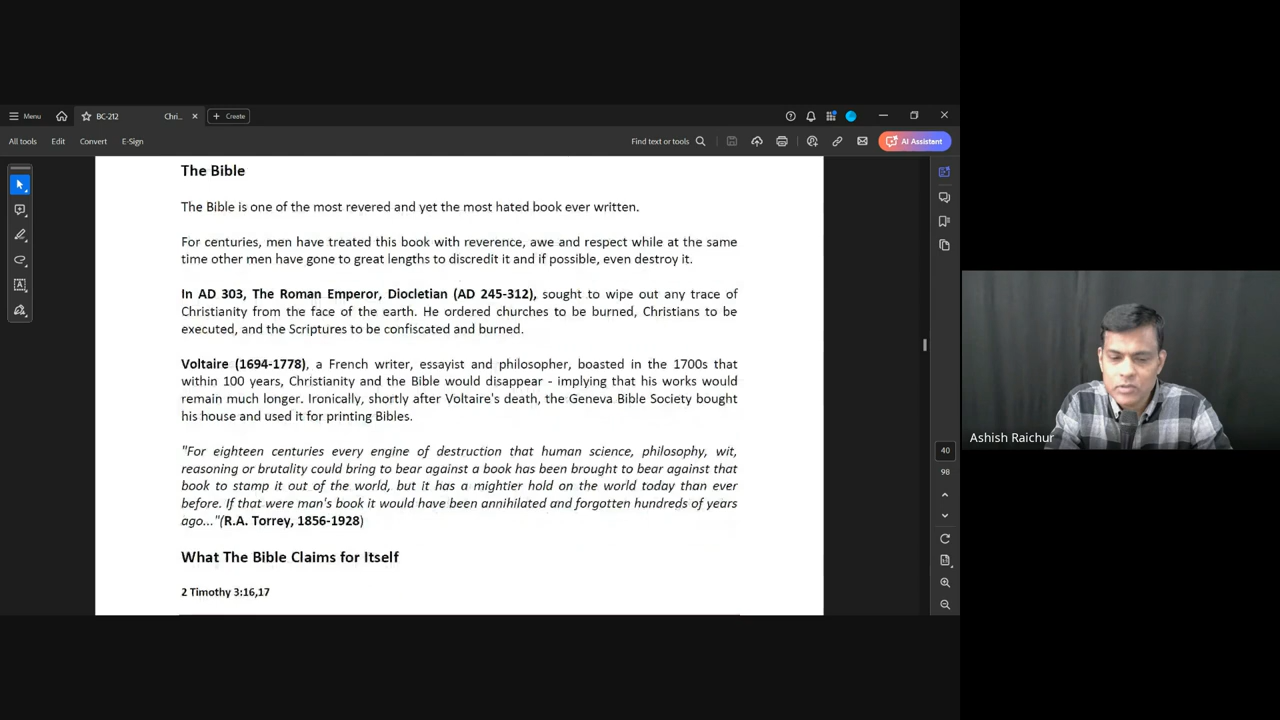 Menu
BC-212
Chri...
Create
All tools
Edit
Convert
E-Sign
Find text or tools
AI Assistant
The Bible
The Bible is one of the most revered and yet the most hated book ever written.
For centuries, men have treated this book with reverence, awe and respect while at the same
time other men have gone to great lengths to discredit it and if possible, even destroy it.
In AD 303, The Roman Emperor, Diocletian (AD 245-312), sought to wipe out any trace of
Christianity from the face of the earth. He ordered churches to be burned, Christians to be
executed, and the Scriptures to be confiscated and burned.
Voltaire (1694-1778), a French writer, essayist and philosopher, boasted in the 1700s that
within 100 years, Christianity and the Bible would disappear - implying that his works would
remain much longer. Ironically, shortly after Voltaire's death, the Geneva Bible Society bought
his house and used it for printing Bibles.
"For eighteen centuries every engine of destruction that human science, philosophy, wit,
reasoning or brutality could bring to bear against a book has been brought to bear against that
book to stamp it out of the world, but it has a mightier hold on the world today than ever
before. If that were man's book it would have been annihilated and forgotten hundreds of years
ago..."(R.A. Torrey, 1856-1928)
What The Bible Claims for Itself
2 Timothy 3:16,17
40
98
Ashish Raichur